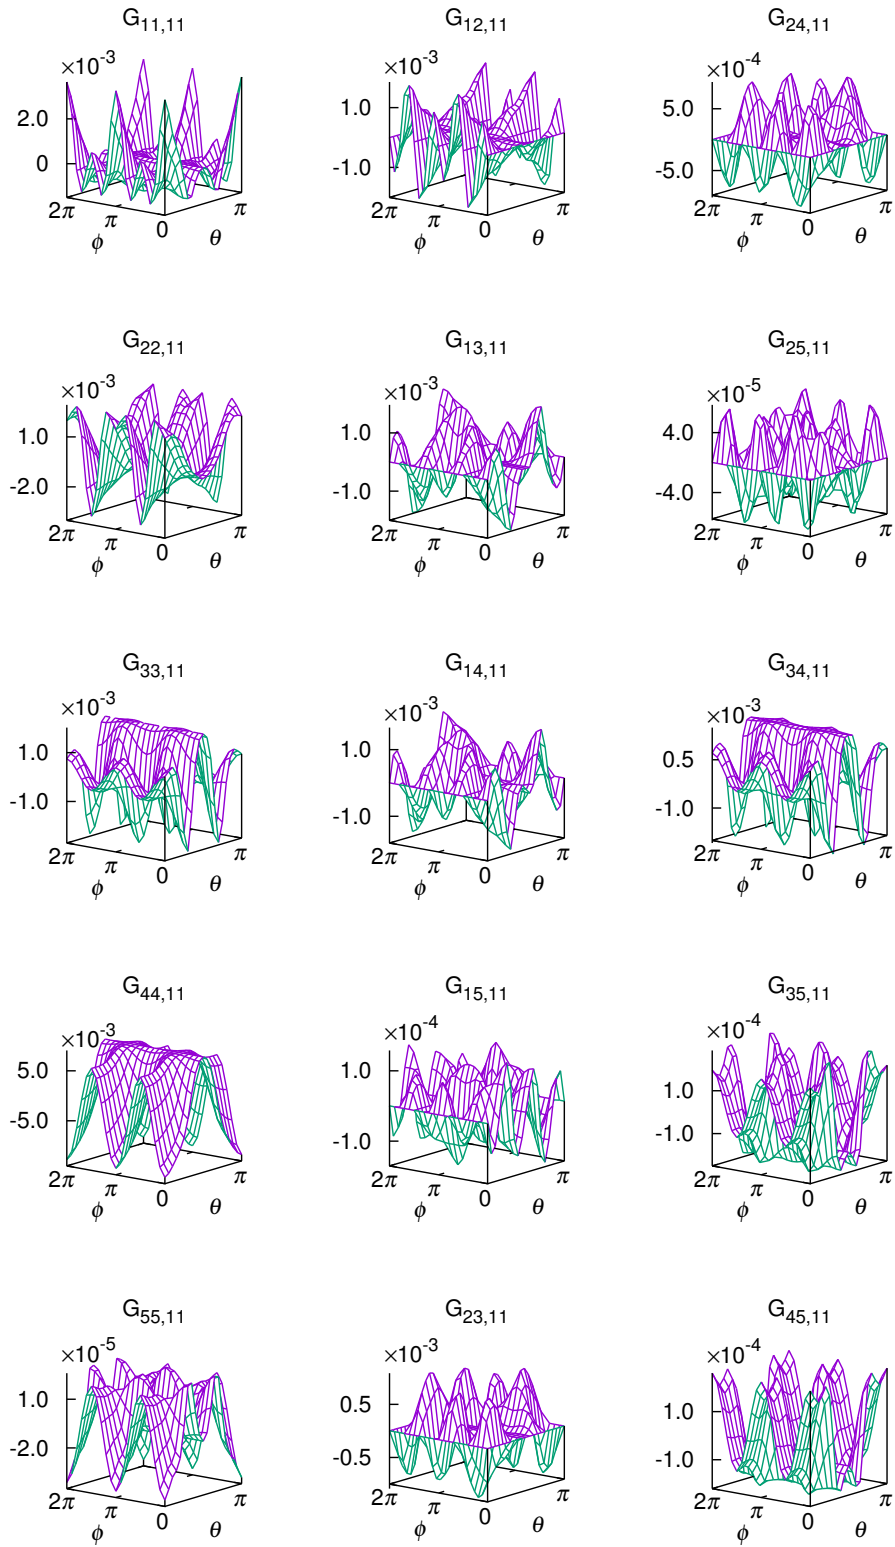 G11,11
×10-3
2.0
0
2π
π
0
ϕ
θ
π
G12,11
×10-3
1.0
-1.0
2π
π
0
ϕ
θ
π
G24,11
×10-4
5.0
-5.0
2π
π
0
ϕ
θ
π
G22,11
×10-3
1.0
-2.0
2π
π
0
ϕ
θ
π
G13,11
×10-3
1.0
-1.0
2π
π
0
ϕ
θ
π
G25,11
×10-5
4.0
-4.0
2π
π
0
ϕ
θ
π
G33,11
×10-3
1.0
-1.0
2π
π
0
ϕ
θ
π
G14,11
×10-3
1.0
-1.0
2π
π
0
ϕ
θ
π
G34,11
×10-3
0.5
-1.0
2π
π
0
ϕ
θ
π
G44,11
×10-3
5.0
-5.0
2π
π
0
ϕ
θ
π
G15,11
×10-4
1.0
-1.0
2π
π
0
ϕ
θ
π
G35,11
×10-4
1.0
-1.0
2π
π
0
ϕ
θ
π
G55,11
×10-5
1.0
-2.0
2π
π
0
ϕ
θ
π
G23,11
×10-3
0.5
-0.5
2π
π
0
ϕ
θ
π
G45,11
×10-4
1.0
-1.0
2π
π
0
ϕ
θ
π